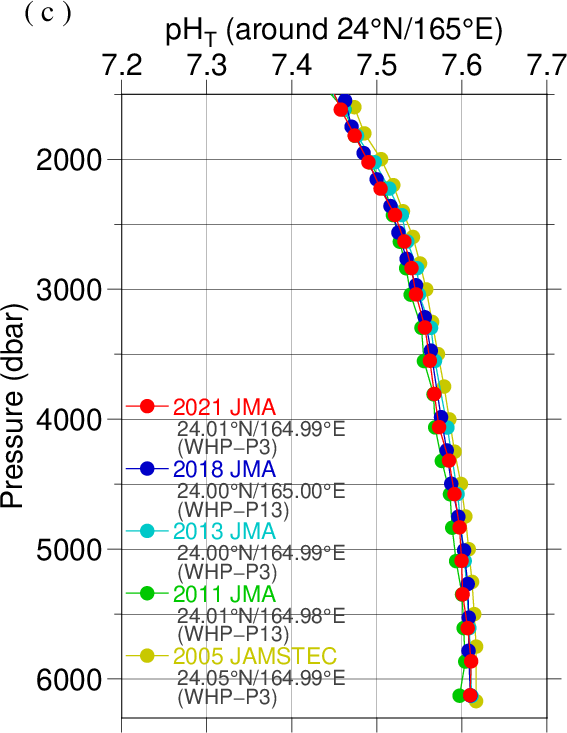 ( c )
pHT (around 24°N/165°E)
7.2 7.3 7.4 7.5 7.6 7.7
Pressure (dbar)
2000
3000
4000
5000
6000
2021 JMA
24.01°N/164.99°E
(WHP−P3)
2018 JMA
24.00°N/165.00°E
(WHP−P13)
2013 JMA
24.00°N/164.99°E
(WHP−P3)
2011 JMA
24.01°N/164.98°E
(WHP−P13)
2005 JAMSTEC
24.05°N/164.99°E
(WHP−P3)